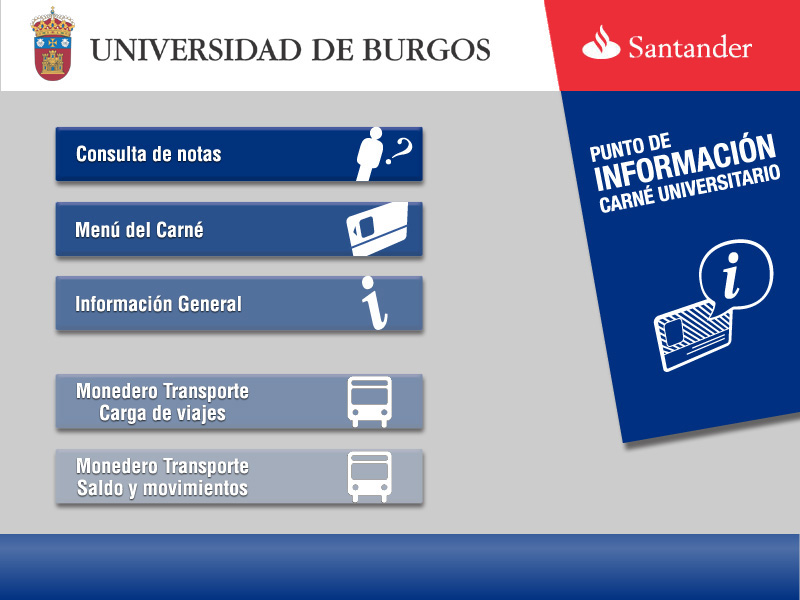 UNIVERSIDAD DE BURGOS
Santander
PUNTO DE
INFORMACIÓN
CARNÉ UNIVERSITARIO
Consulta de notas
Menú del Carné
Información General
Monedero Transporte
Carga de viajes
Monedero Transporte
Saldo y movimientos